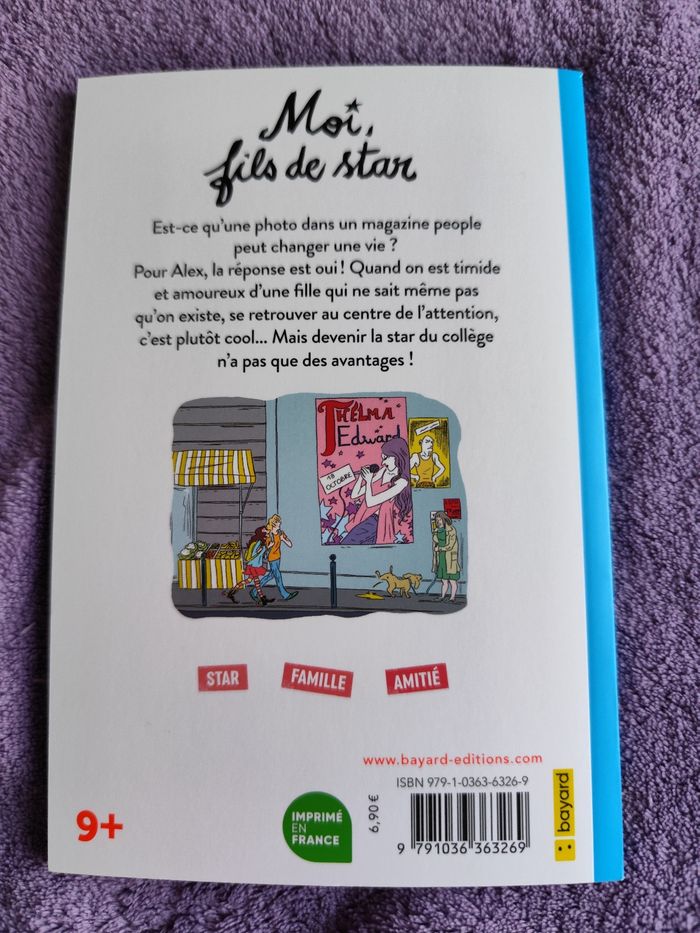 Moi,
fils de star
Est-ce qu'une photo dans un magazine people
peut changer une vie ?
Pour Alex, la réponse est oui ! Quand on est timide
et amoureux d'une fille qui ne sait même pas
qu'on existe, se retrouver au centre de l'attention,
c'est plutôt cool... Mais devenir la star du collège
n'a pas que des avantages !
THÉLMA
Edward
18
OCTOBRE
STAR
FAMILLE
AMITIÉ
www.bayard-editions.com
ISBN 979-1-0363-6326-9
9+
IMPRIMÉ
EN
FRANCE
6,90 €
9 791036 363269
bayard